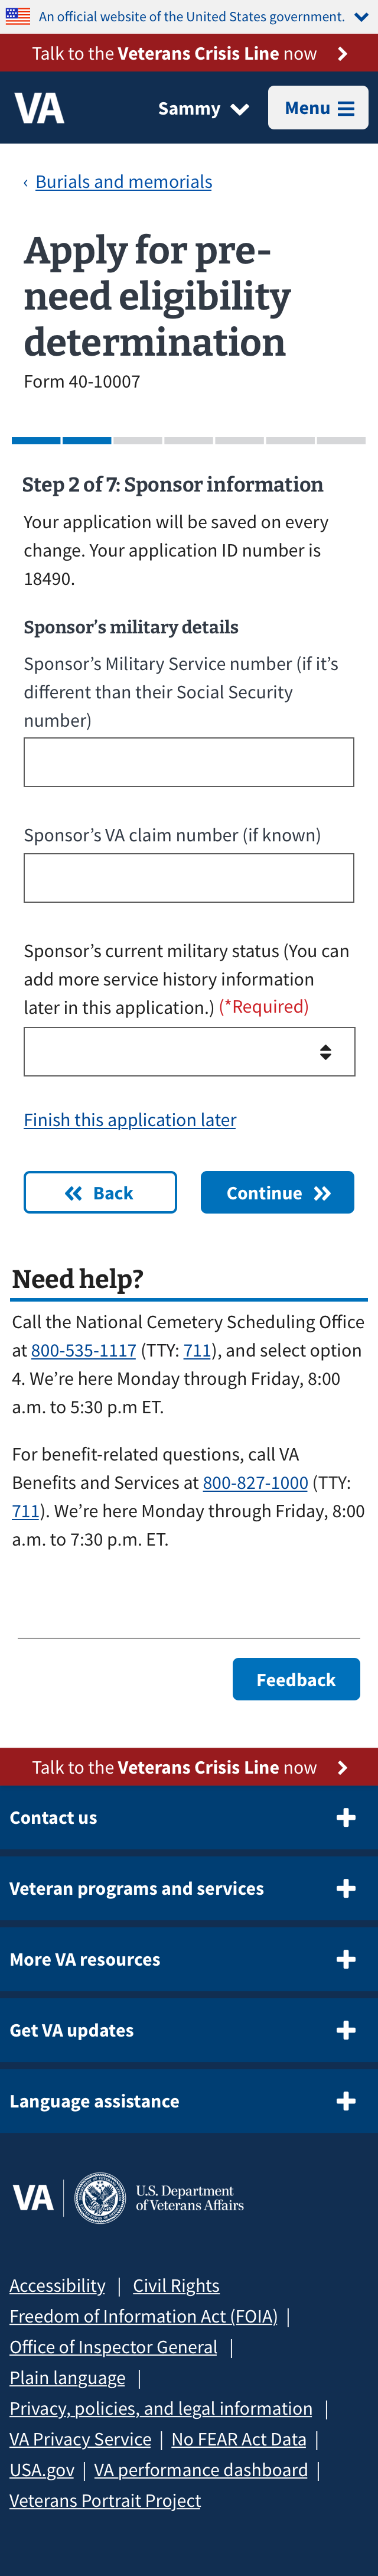 An official website of the United States government.
Talk to the Veterans Crisis Line now
VA
Sammy
Menu
‹ Burials and memorials
Apply for pre-
need eligibility
determination
Form 40-10007
Step 2 of 7: Sponsor information
Your application will be saved on every
change. Your application ID number is
18490.
Sponsor’s military details
Sponsor’s Military Service number (if it’s
different than their Social Security
number)
Sponsor’s VA claim number (if known)
Sponsor’s current military status (You can
add more service history information
later in this application.) (*Required)
Finish this application later
Back
Continue
Need help?
Call the National Cemetery Scheduling Office
at 800-535-1117 (TTY: 711), and select option
4. We’re here Monday through Friday, 8:00
a.m. to 5:30 p.m ET.
For benefit-related questions, call VA
Benefits and Services at 800-827-1000 (TTY:
711). We’re here Monday through Friday, 8:00
a.m. to 7:30 p.m. ET.
Feedback
Talk to the Veterans Crisis Line now
Contact us
Veteran programs and services
More VA resources
Get VA updates
Language assistance
VA
U.S. Department
of Veterans Affairs
Accessibility | Civil Rights
Freedom of Information Act (FOIA) |
Office of Inspector General |
Plain language |
Privacy, policies, and legal information |
VA Privacy Service | No FEAR Act Data |
USA.gov | VA performance dashboard |
Veterans Portrait Project